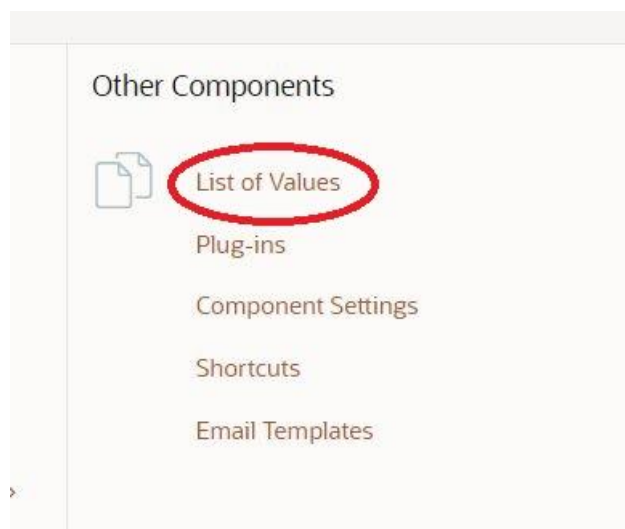 Other Components
List of Values
Plug-ins
Component Settings
Shortcuts
Email Templates